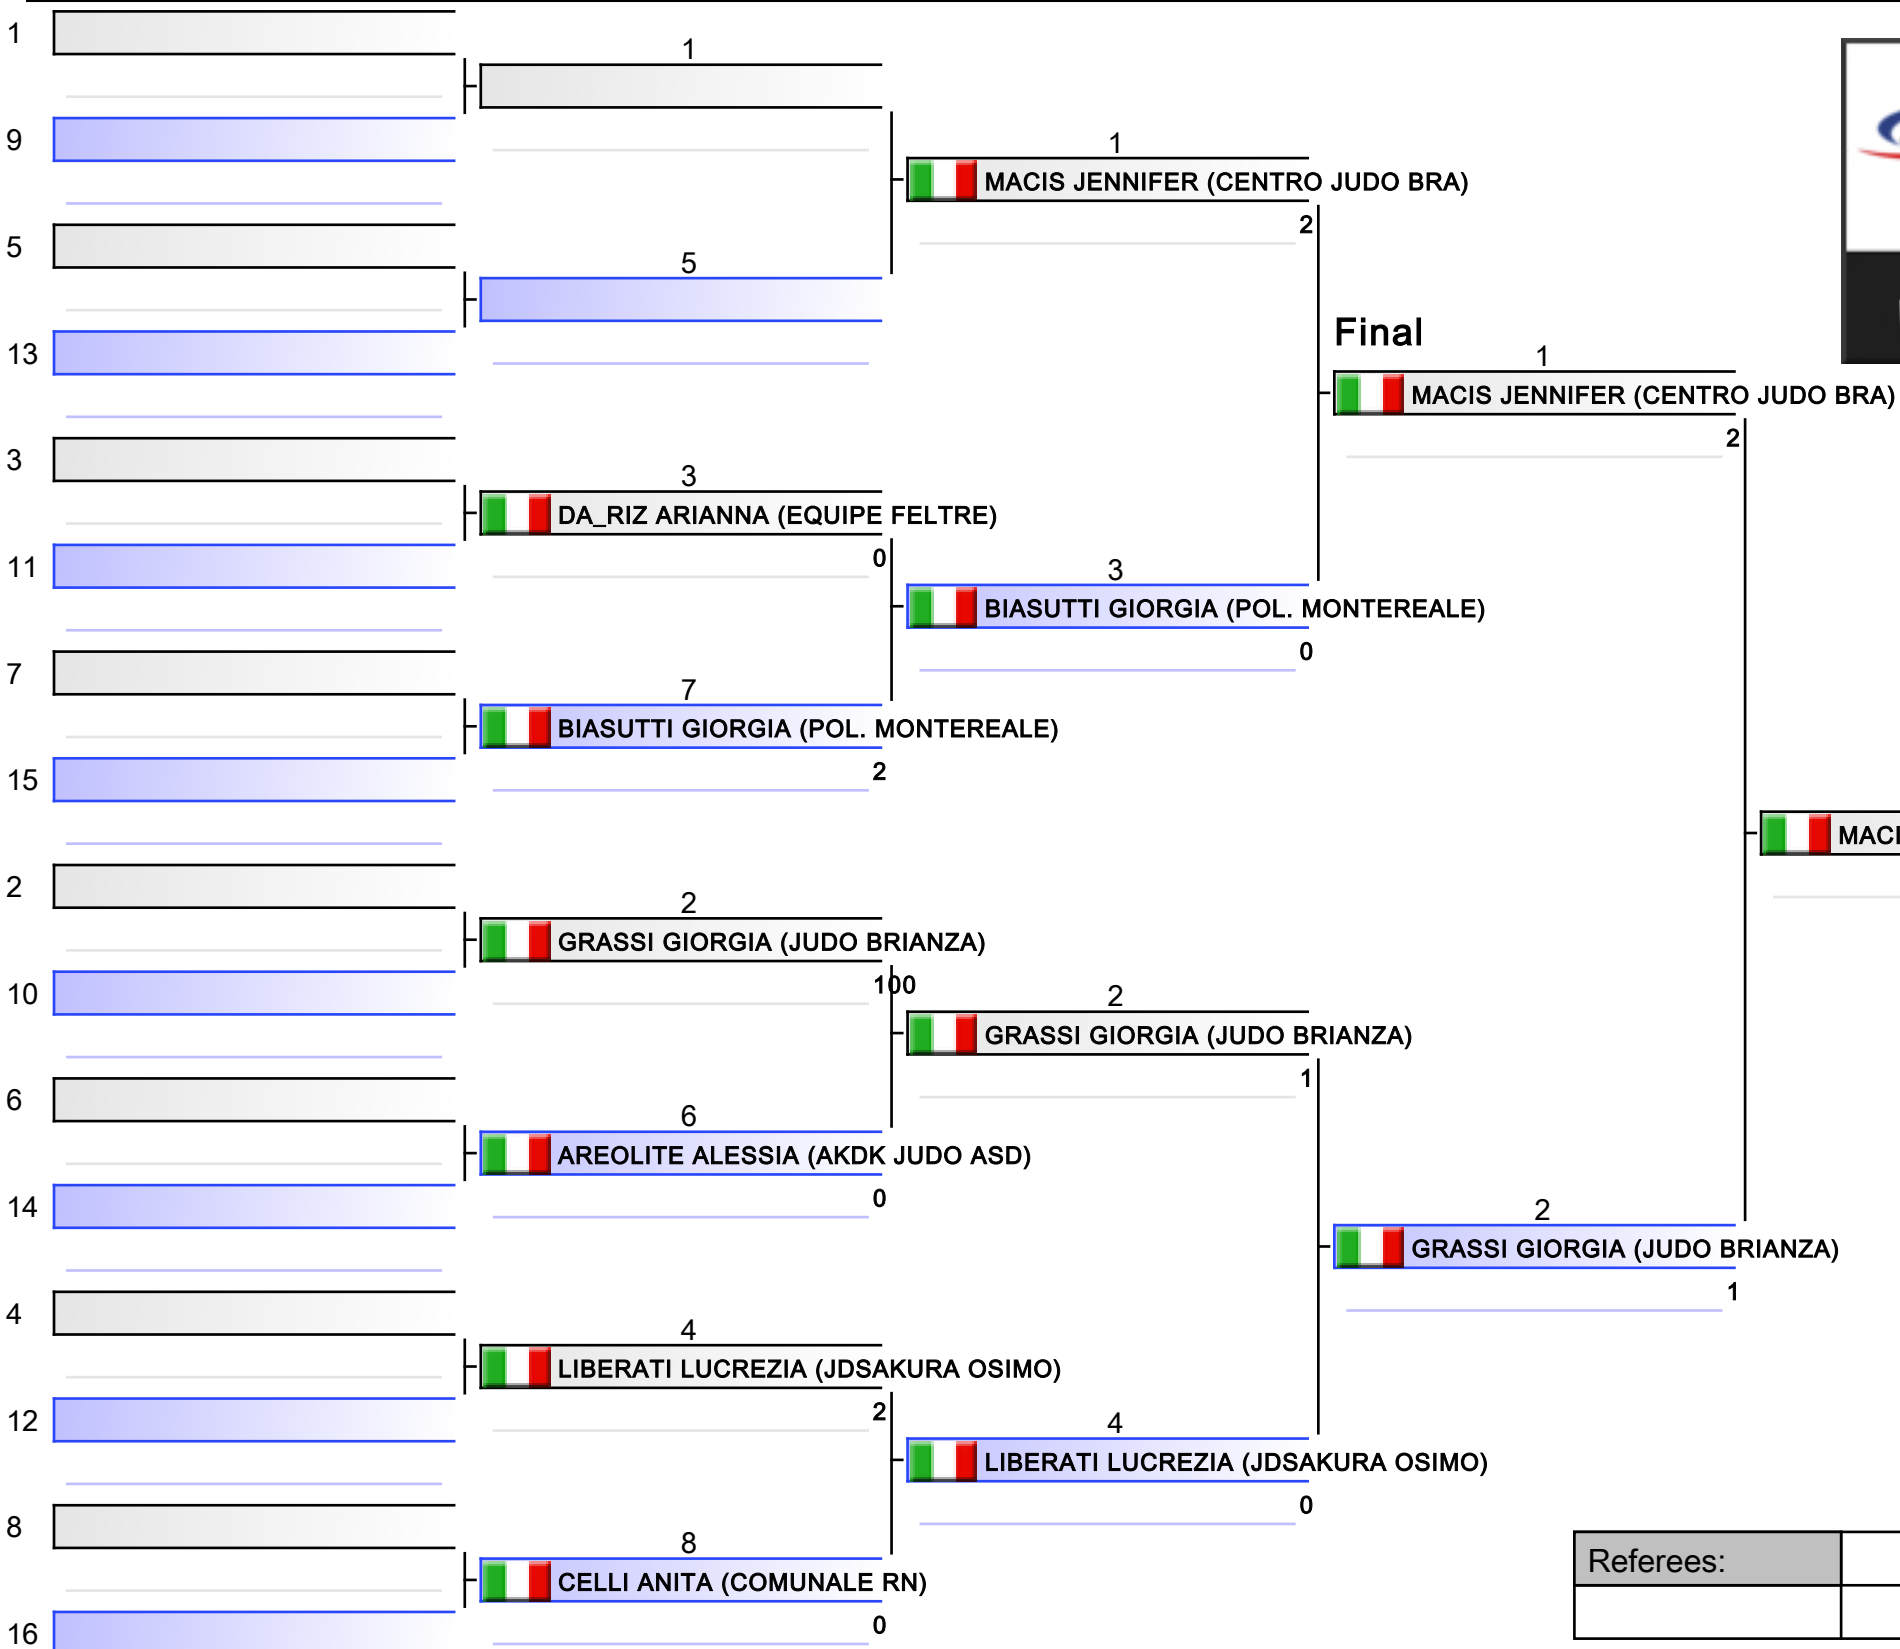 1
1
9
1
MACIS JENNIFER (CENTRO JUDO BRA)
2
5
5
13
Final
1
MACIS JENNIFER (CENTRO JUDO BRA)
2
3
3
DA_RIZ ARIANNA (EQUIPE FELTRE)
0
11
3
BIASUTTI GIORGIA (POL. MONTEREALE)
0
7
7
BIASUTTI GIORGIA (POL. MONTEREALE)
2
15
MACI
2
2
GRASSI GIORGIA (JUDO BRIANZA)
100
10
2
GRASSI GIORGIA (JUDO BRIANZA)
1
6
6
AREOLITE ALESSIA (AKDK JUDO ASD)
0
14
2
GRASSI GIORGIA (JUDO BRIANZA)
1
4
4
LIBERATI LUCREZIA (JDSAKURA OSIMO)
2
12
4
LIBERATI LUCREZIA (JDSAKURA OSIMO)
0
8
8
CELLI ANITA (COMUNALE RN)
0
16
Referees: